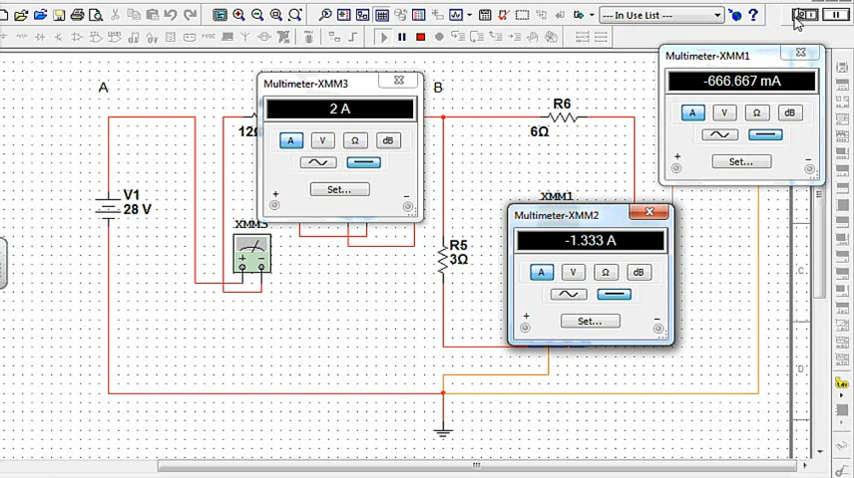 --- In Use List ---
?
MISC
A
B
V1
28 V
12Ω
XMM3
R6
6Ω
XMM1
R5
3Ω
C
D
Multimeter-XMM3
2 A
A V Ω dB
Set...
+ -
Multimeter-XMM1
-666.667 mA
A V Ω dB
Set...
+ -
Multimeter-XMM2
-1.333 A
A V Ω dB
Set...
+ -